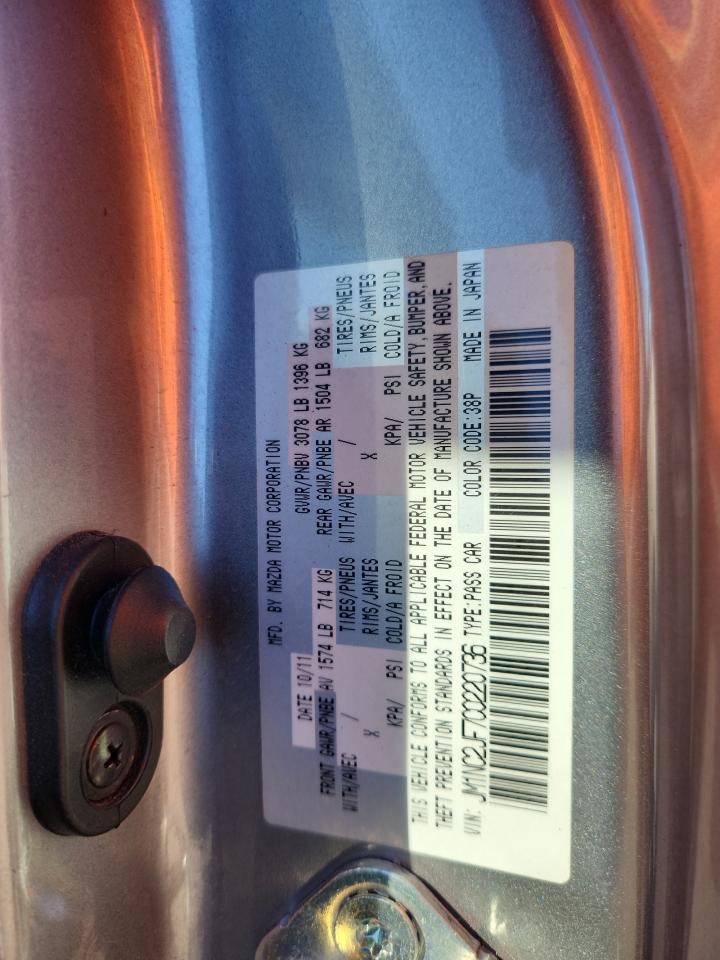 MFD. BY MAZDA MOTOR CORPORATION
DATE 10/11 GVWR/PNBV 3078 LB 1396 KG
FRONT GAWR/PNBE AV 1574 LB 714 KG REAR GAWR/PNBE AR 1504 LB 682 KG
WITH/AVEC / TIRES/PNEUS WITH/AVEC / TIRES/PNEUS
X RIMS/JANTES X RIMS/JANTES
KPA/ PSI COLD/A FROID KPA/ PSI COLD/A FROID
THIS VEHICLE CONFORMS TO ALL APPLICABLE FEDERAL MOTOR VEHICLE SAFETY, BUMPER, AND
THEFT PREVENTION STANDARDS IN EFFECT ON THE DATE OF MANUFACTURE SHOWN ABOVE.
VIN: JM1NC2JF7C0220736 TYPE:PASS CAR COLOR CODE:38P MADE IN JAPAN